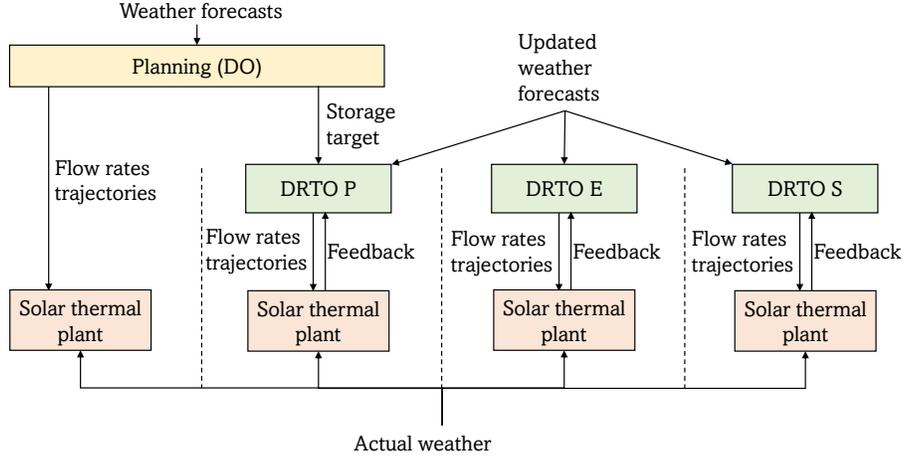 Weather forecasts
Planning (DO)
Updated
weather
forecasts
Storage
target
Flow rates
trajectories
DRTO P
DRTO E
DRTO S
Flow rates
trajectories
Feedback
Flow rates
trajectories
Feedback
Flow rates
trajectories
Feedback
Solar thermal
plant
Solar thermal
plant
Solar thermal
plant
Solar thermal
plant
Actual weather